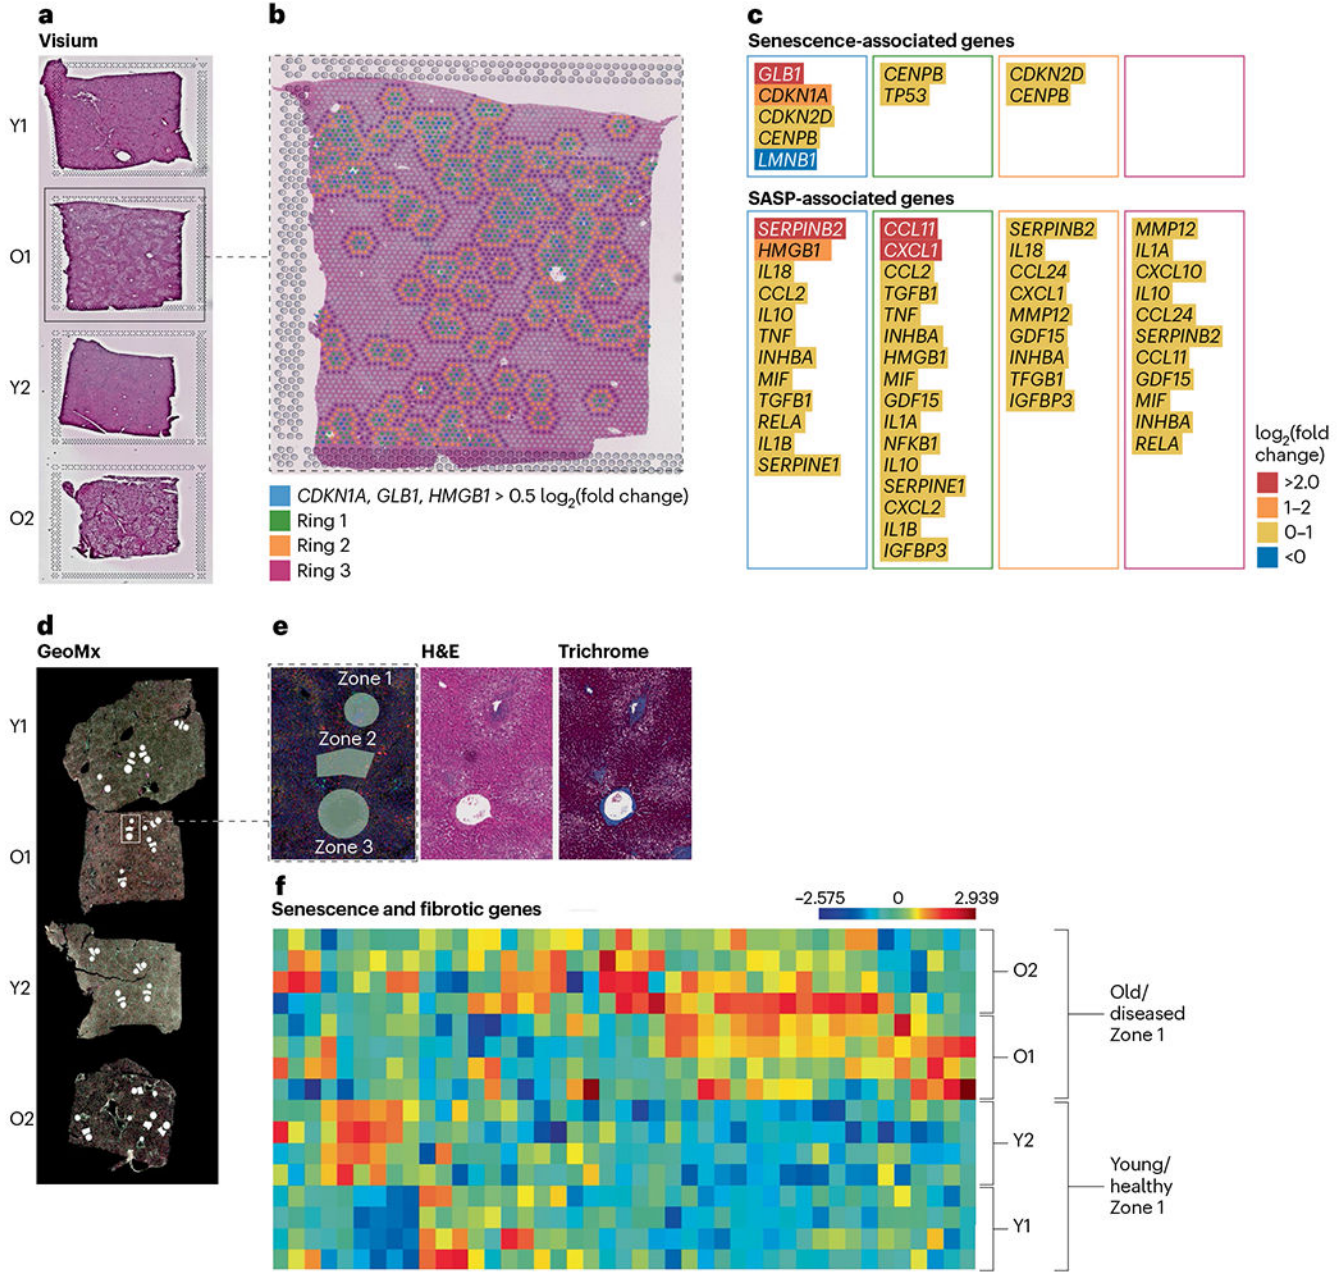 a
Visium
Y1
O1
Y2
O2
b
CDKN1A, GLB1, HMGB1 > 0.5 log2(fold change)
Ring 1
Ring 2
Ring 3
c
Senescence-associated genes
GLB1
CDKN1A
CDKN2D
CENPB
LMNB1
CENPB
TP53
CDKN2D
CENPB
SASP-associated genes
SERPINB2
HMGB1
IL18
CCL2
IL10
TNF
INHBA
MIF
TGFB1
RELA
IL1B
SERPINE1
CCL11
CXCL1
CCL2
TGFB1
TNF
INHBA
HMGB1
MIF
GDF15
IL1A
NFKB1
IL10
SERPINE1
CXCL2
IL1B
IGFBP3
SERPINB2
IL18
CCL24
CXCL1
MMP12
GDF15
INHBA
TFGB1
IGFBP3
MMP12
IL1A
CXCL10
IL10
CCL24
SERPINB2
CCL11
GDF15
MIF
INHBA
RELA
log2(fold
change)
>2.0
1–2
0–1
<0
d
GeoMx
Y1
O1
Y2
O2
e
Zone 1
Zone 2
Zone 3
H&E
Trichrome
f
Senescence and fibrotic genes
−2.575 0 2.939
O2
O1
Y2
Y1
Old/
diseased
Zone 1
Young/
healthy
Zone 1